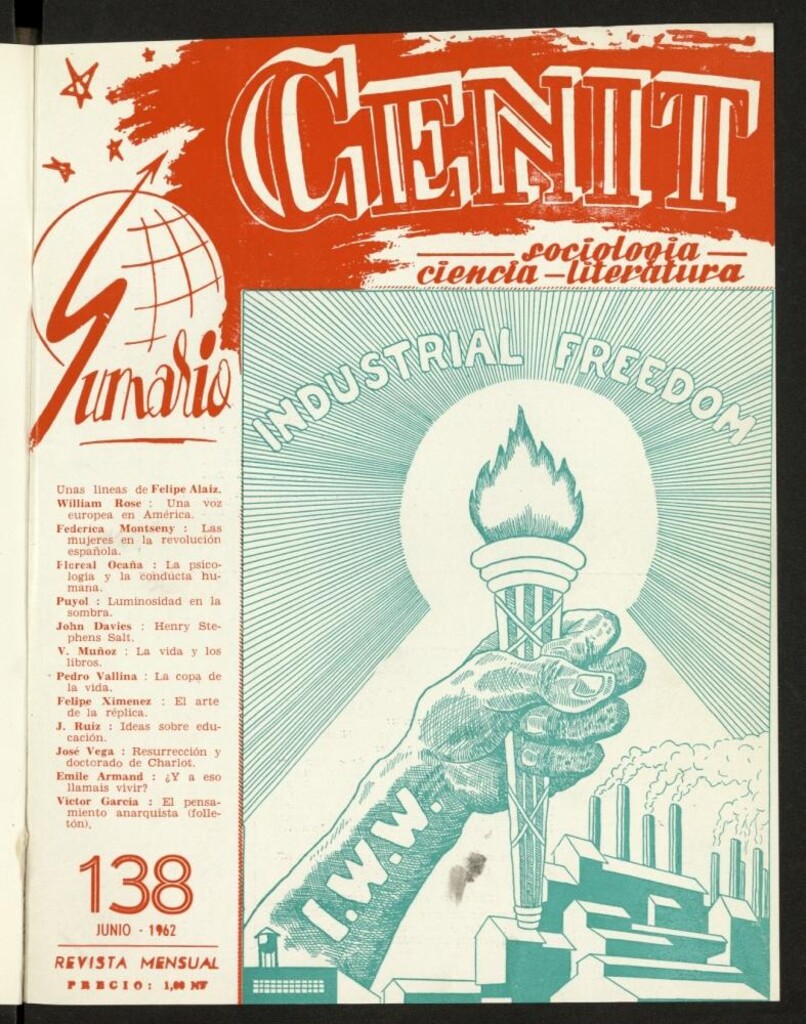 CENIT
sociologia
ciencia - literatura
Sumario
Unas lineas de Felipe Alaiz.
William Rose : Una voz
europea en América.
Federica Montseny : Las
mujeres en la revolución
española.
Floreal Ocaña : La psico-
logia y la conducta hu-
mana.
Puyol : Luminosidad en la
sombra.
John Davies : Henry Ste-
phens Salt.
V. Muñoz : La vida y los
libros.
Pedro Vallina : La copa de
la vida.
Felipe Ximenez : El arte
de la réplica.
J. Ruiz : Ideas sobre edu-
cación.
José Vega : Resurrección y
doctorado de Charlot.
Emile Armand : ¿Y a eso
llamais vivir?
Victor Garcia : El pensa-
miento anarquista (folle-
tón).
138
JUNIO - 1962
REVISTA MENSUAL
PRECIO: 1,00 NF
INDUSTRIAL FREEDOM
I.W.W.